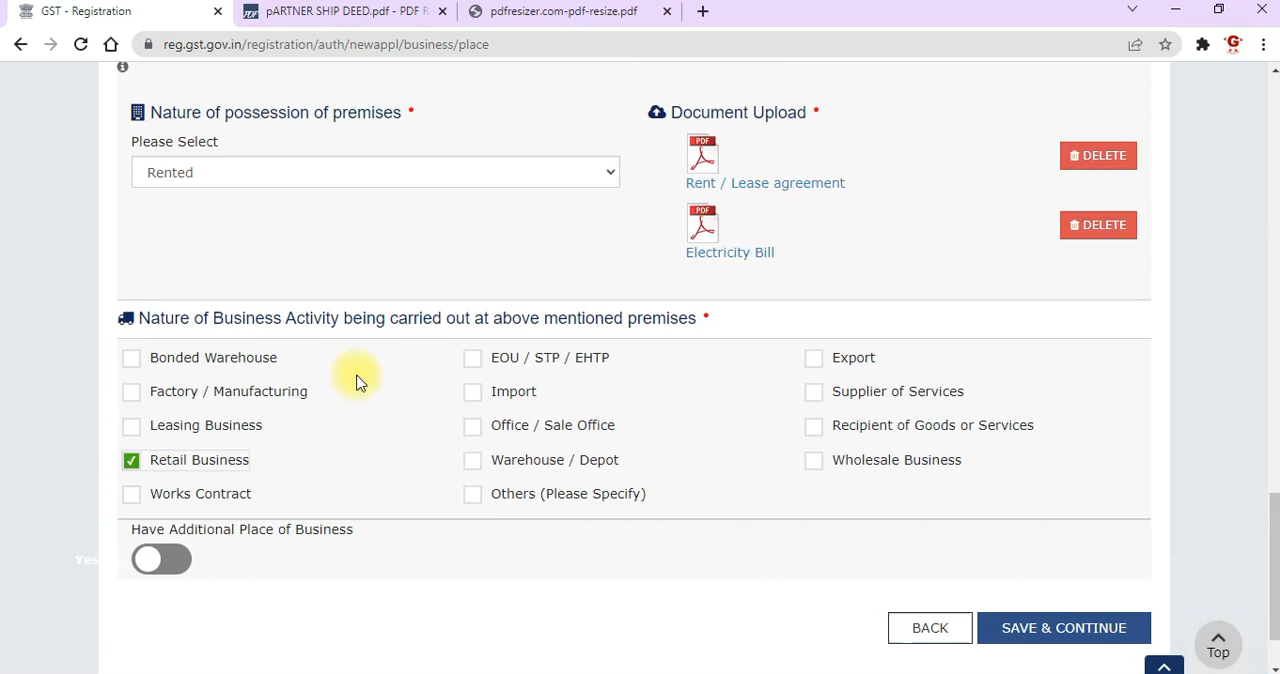 GST - Registration
pARTNER SHIP DEED.pdf - PDF R
pdfresizer.com-pdf-resize.pdf
reg.gst.gov.in/registration/auth/newappl/business/place
G
Nature of possession of premises *
Document Upload *
Please Select
Rented
PDF
Rent / Lease agreement
DELETE
PDF
Electricity Bill
DELETE
Nature of Business Activity being carried out at above mentioned premises *
Bonded Warehouse
EOU / STP / EHTP
Export
Factory / Manufacturing
Import
Supplier of Services
Leasing Business
Office / Sale Office
Recipient of Goods or Services
Retail Business
Warehouse / Depot
Wholesale Business
Works Contract
Others (Please Specify)
Have Additional Place of Business
Yes
BACK
SAVE & CONTINUE
Top